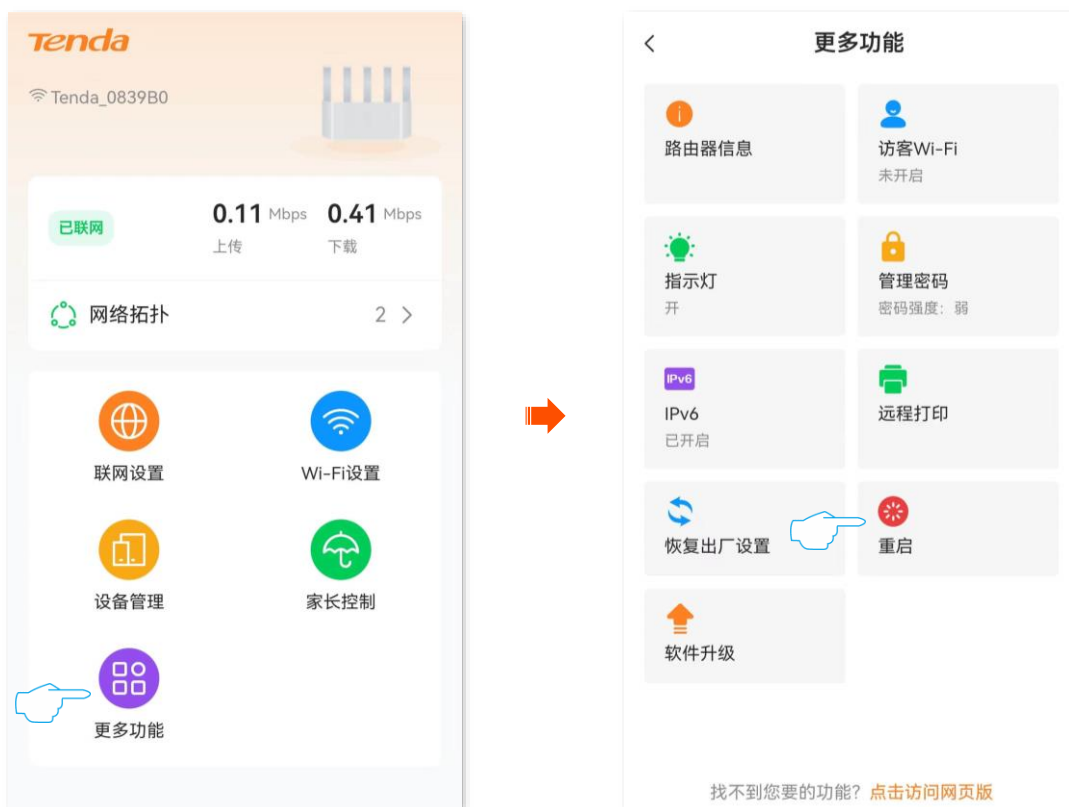 Tenda
Tenda_0839B0
已联网
0.11 Mbps
上传
0.41 Mbps
下载
网络拓扑
2
联网设置
Wi-Fi设置
设备管理
家长控制
更多功能
更多功能
路由器信息
访客Wi-Fi
未开启
指示灯
开
管理密码
密码强度：弱
IPv6
IPv6
已开启
远程打印
恢复出厂设置
重启
软件升级
找不到您要的功能？点击访问网页版